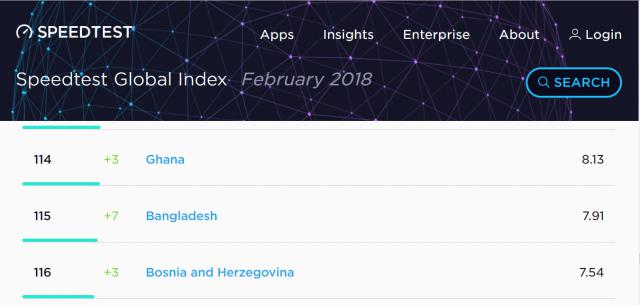 SPEEDTEST Apps Insights Enterprise About Login
Speedtest Global Index February 2018 SEARCH
114 +3 Ghana 8.13
115 +7 Bangladesh 7.91
116 +3 Bosnia and Herzegovina 7.54